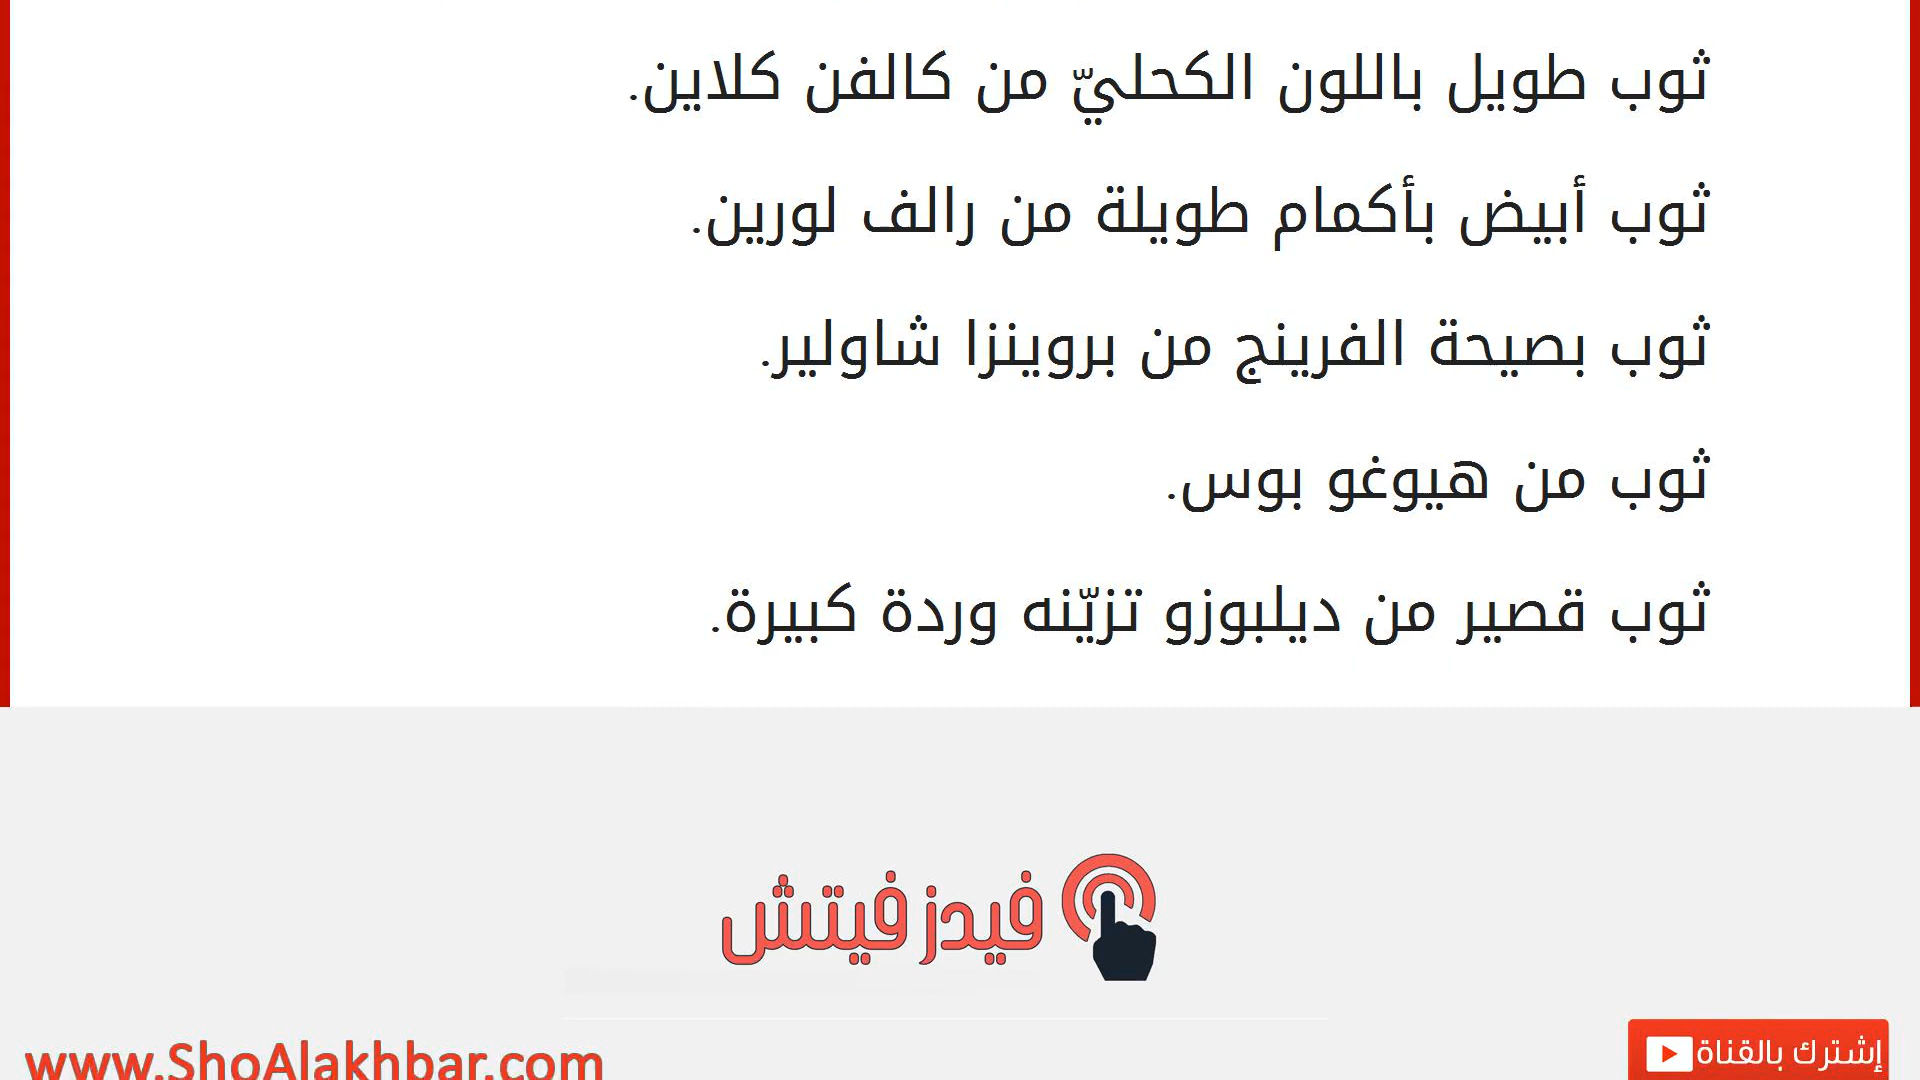 ثوب طويل باللون الكحليّ من كالفن كلاين.
ثوب أبيض بأكمام طويلة من رالف لورين.
ثوب بصيحة الفرينج من بروينزا شاولير.
ثوب من هيوغو بوس.
ثوب قصير من ديلبوزو تزيّنه وردة كبيرة.
فيدز فيتش
www.ShoAlakhbar.com
إشترك بالقناة